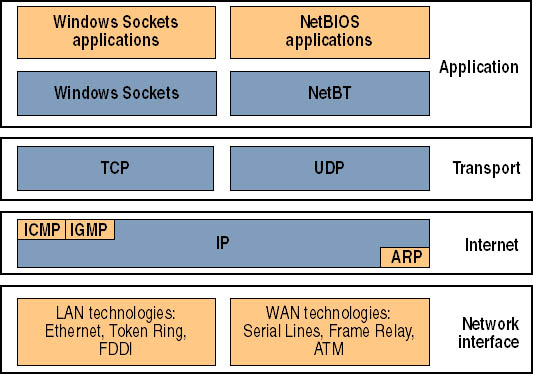 Windows Sockets
applications
NetBIOS
applications
Windows Sockets
NetBT
Application
TCP
UDP
Transport
ICMP
IGMP
IP
ARP
Internet
LAN technologies:
Ethernet, Token Ring,
FDDI
WAN technologies:
Serial Lines, Frame Relay,
ATM
Network
interface